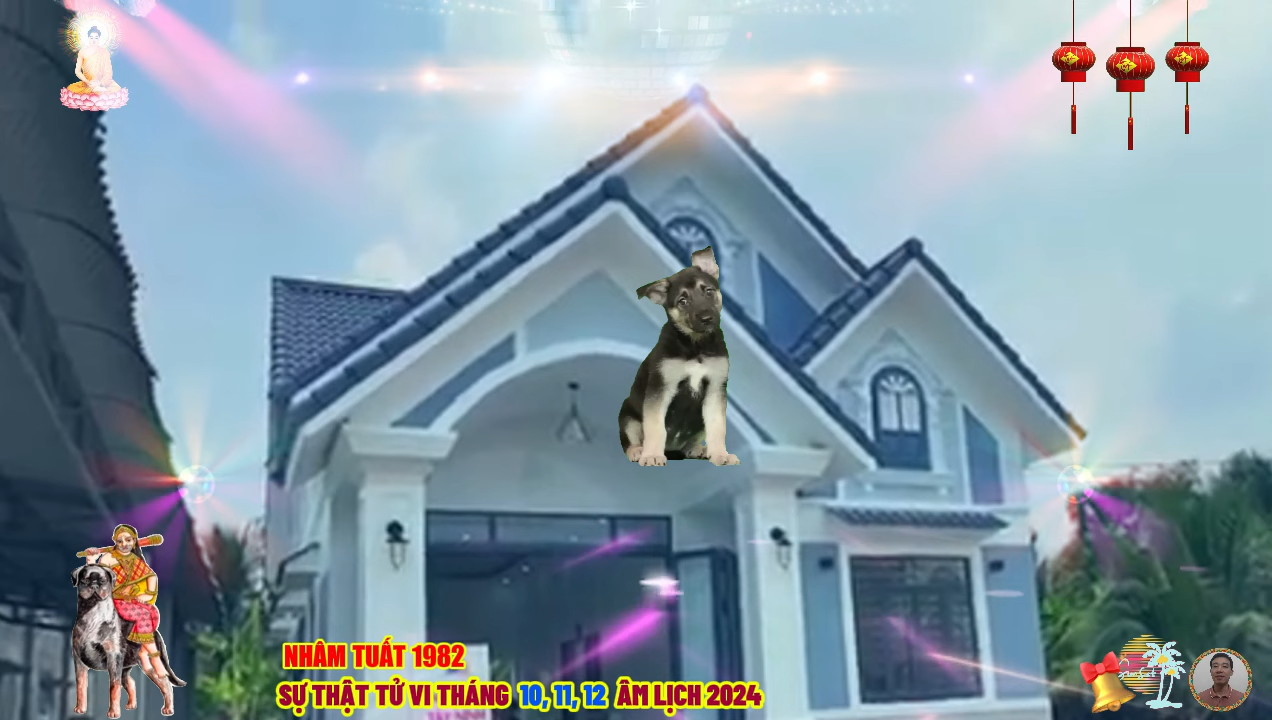 NHÂM TUẤT 1982
SỰ THẬT TỬ VI THÁNG 10, 11, 12 ÂM LỊCH 2024